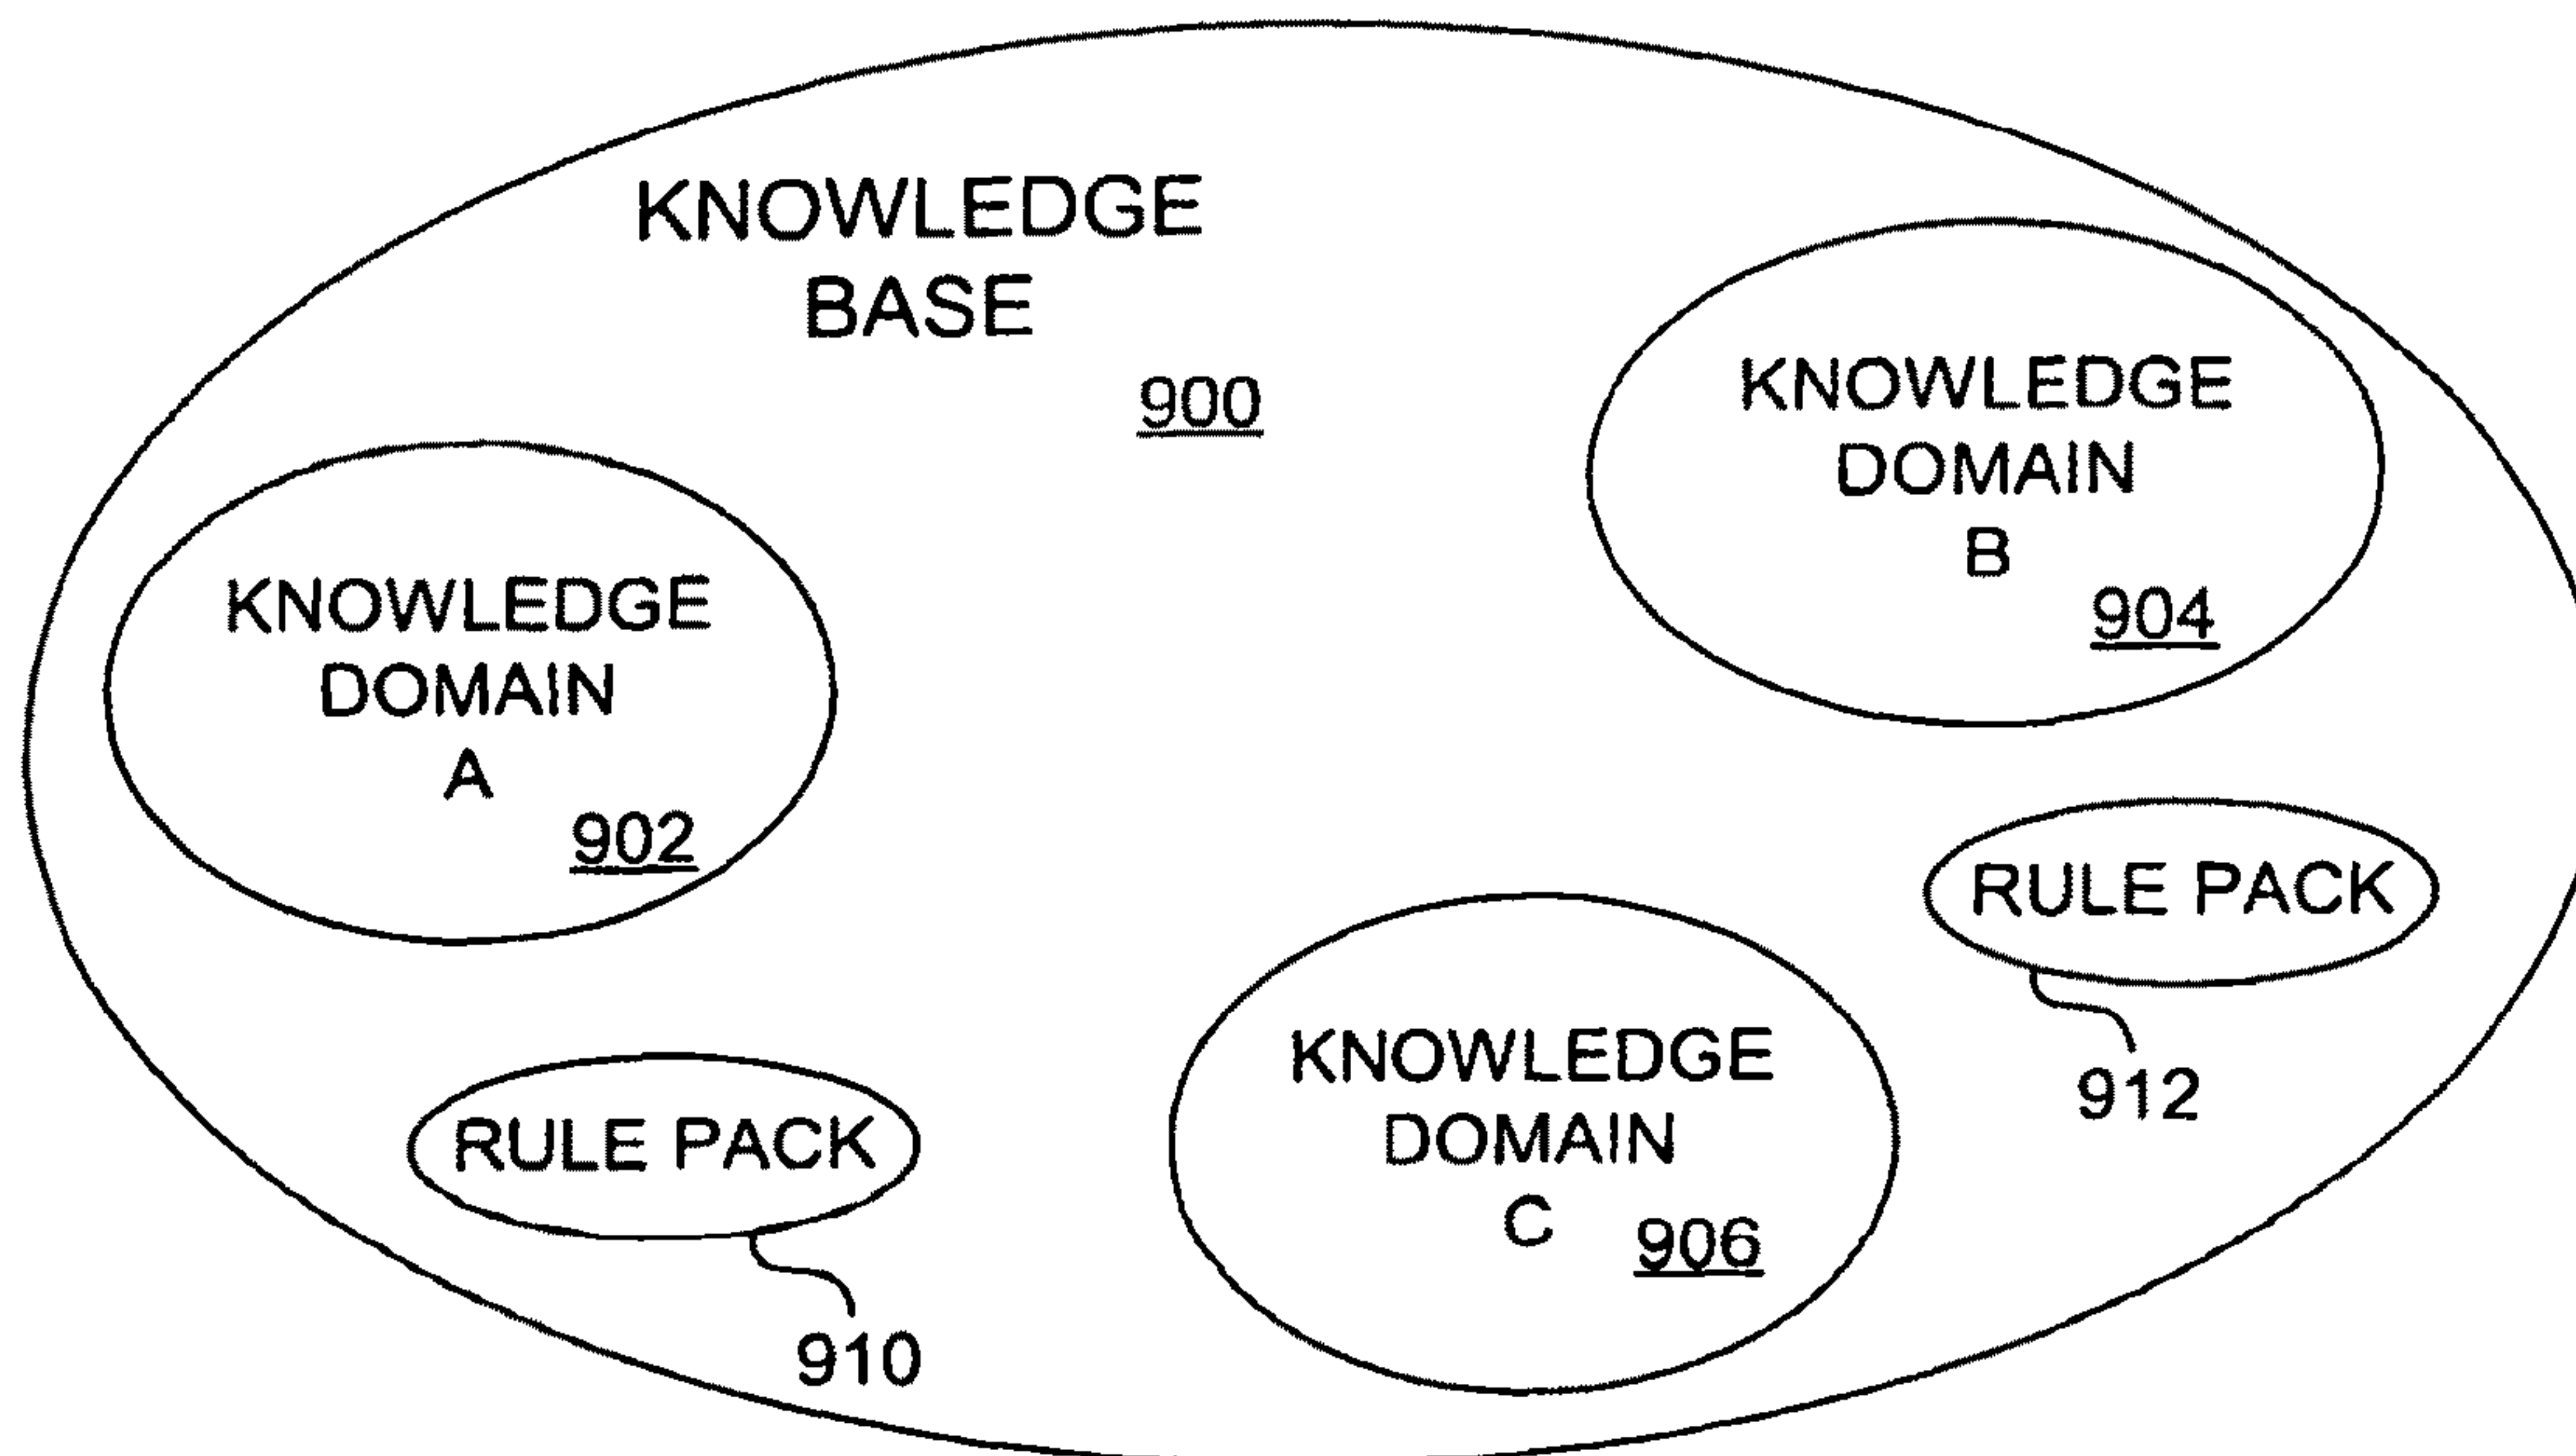 KNOWLEDGE
BASE
900
KNOWLEDGE
DOMAIN
B
904
KNOWLEDGE
DOMAIN
A
902
RULE PACK
912
KNOWLEDGE
DOMAIN
C 906
RULE PACK
910